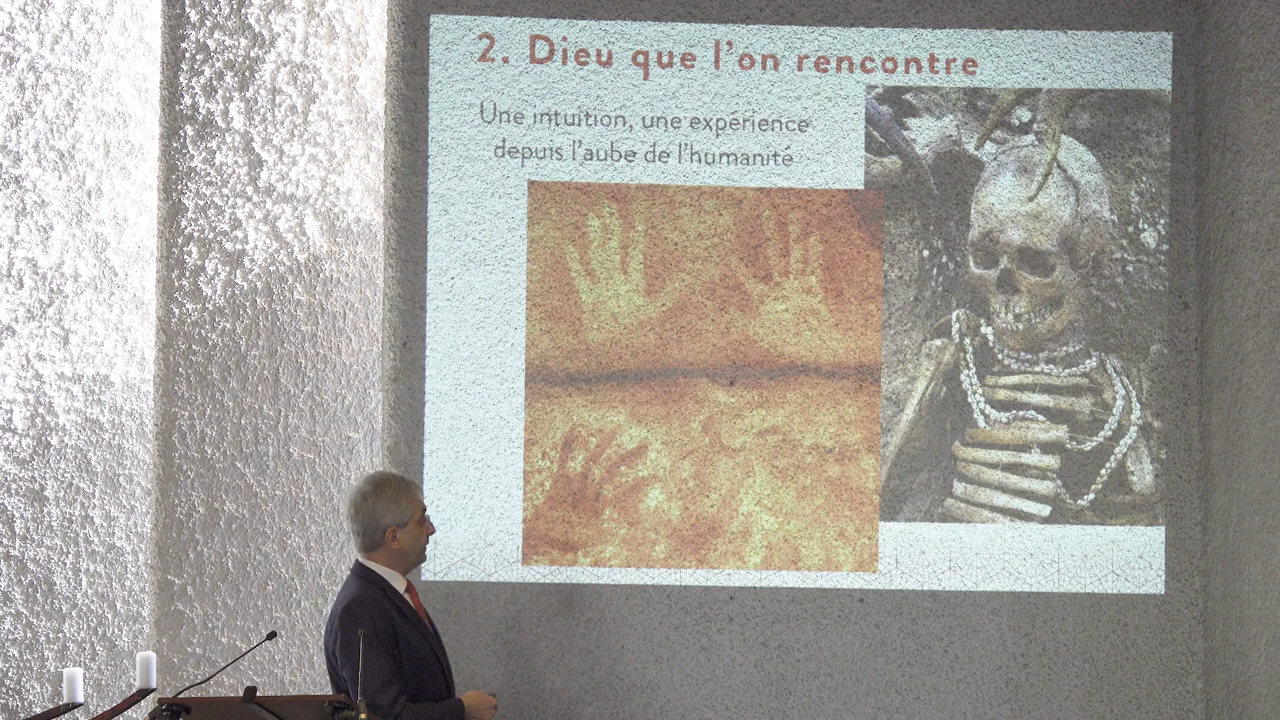 2. Dieu que l'on rencontre
Une intuition, une expérience
depuis l'aube de l'humanité